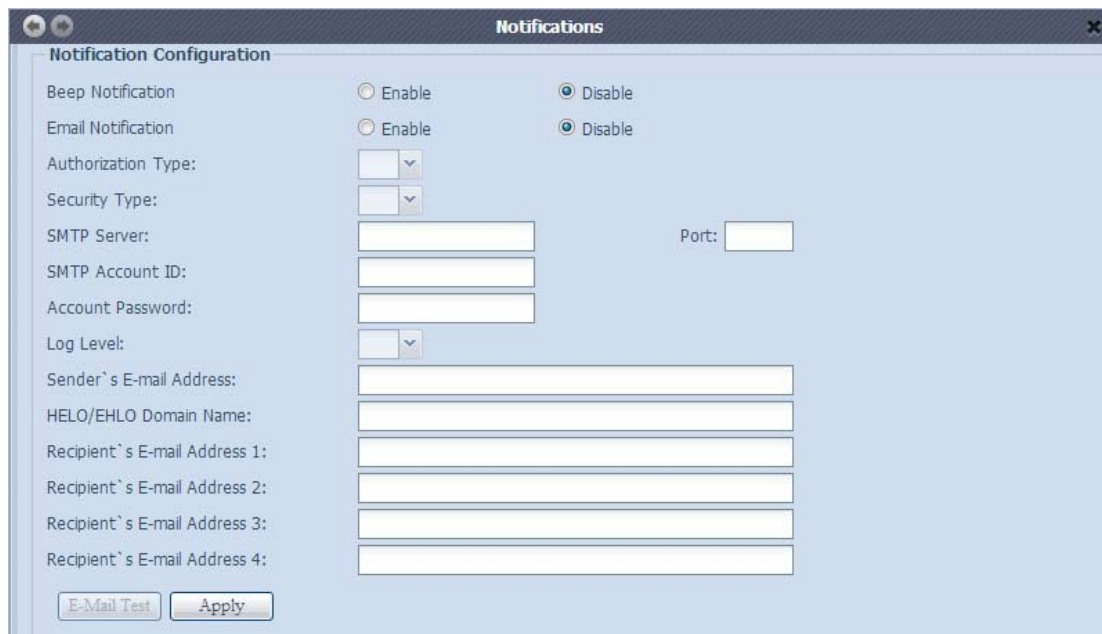 Notifications
Notification Configuration
Beep Notification Enable Disable
Email Notification Enable Disable
Authorization Type:
Security Type:
SMTP Server: Port:
SMTP Account ID:
Account Password:
Log Level:
Sender`s E-mail Address:
HELO/EHLO Domain Name:
Recipient`s E-mail Address 1:
Recipient`s E-mail Address 2:
Recipient`s E-mail Address 3:
Recipient`s E-mail Address 4:
E-Mail Test Apply